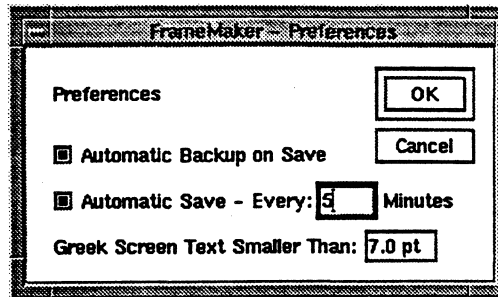 FrameMaker - Preferences
Preferences
OK
Automatic Backup on Save
Cancel
Automatic Save - Every: 5 Minutes
Greek Screen Text Smaller Than: 7.0 pt